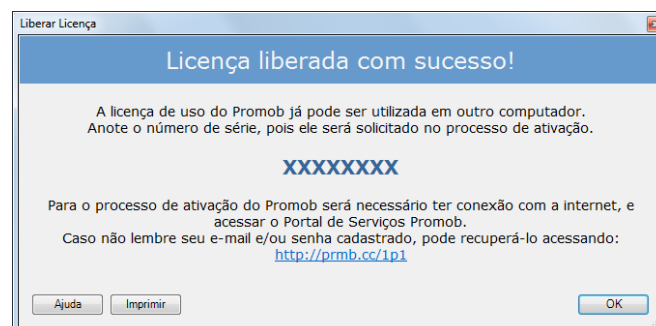 Liberar Licença
Licença liberada com sucesso!
A licença de uso do Promob já pode ser utilizada em outro computador.
Anote o número de série, pois ele será solicitado no processo de ativação.
XXXXXXXX
Para o processo de ativação do Promob será necessário ter conexão com a internet, e
acessar o Portal de Serviços Promob.
Caso não lembre seu e-mail e/ou senha cadastrado, pode recuperá-lo acessando:
http://prmb.cc/1p1
Ajuda
Imprimir
OK